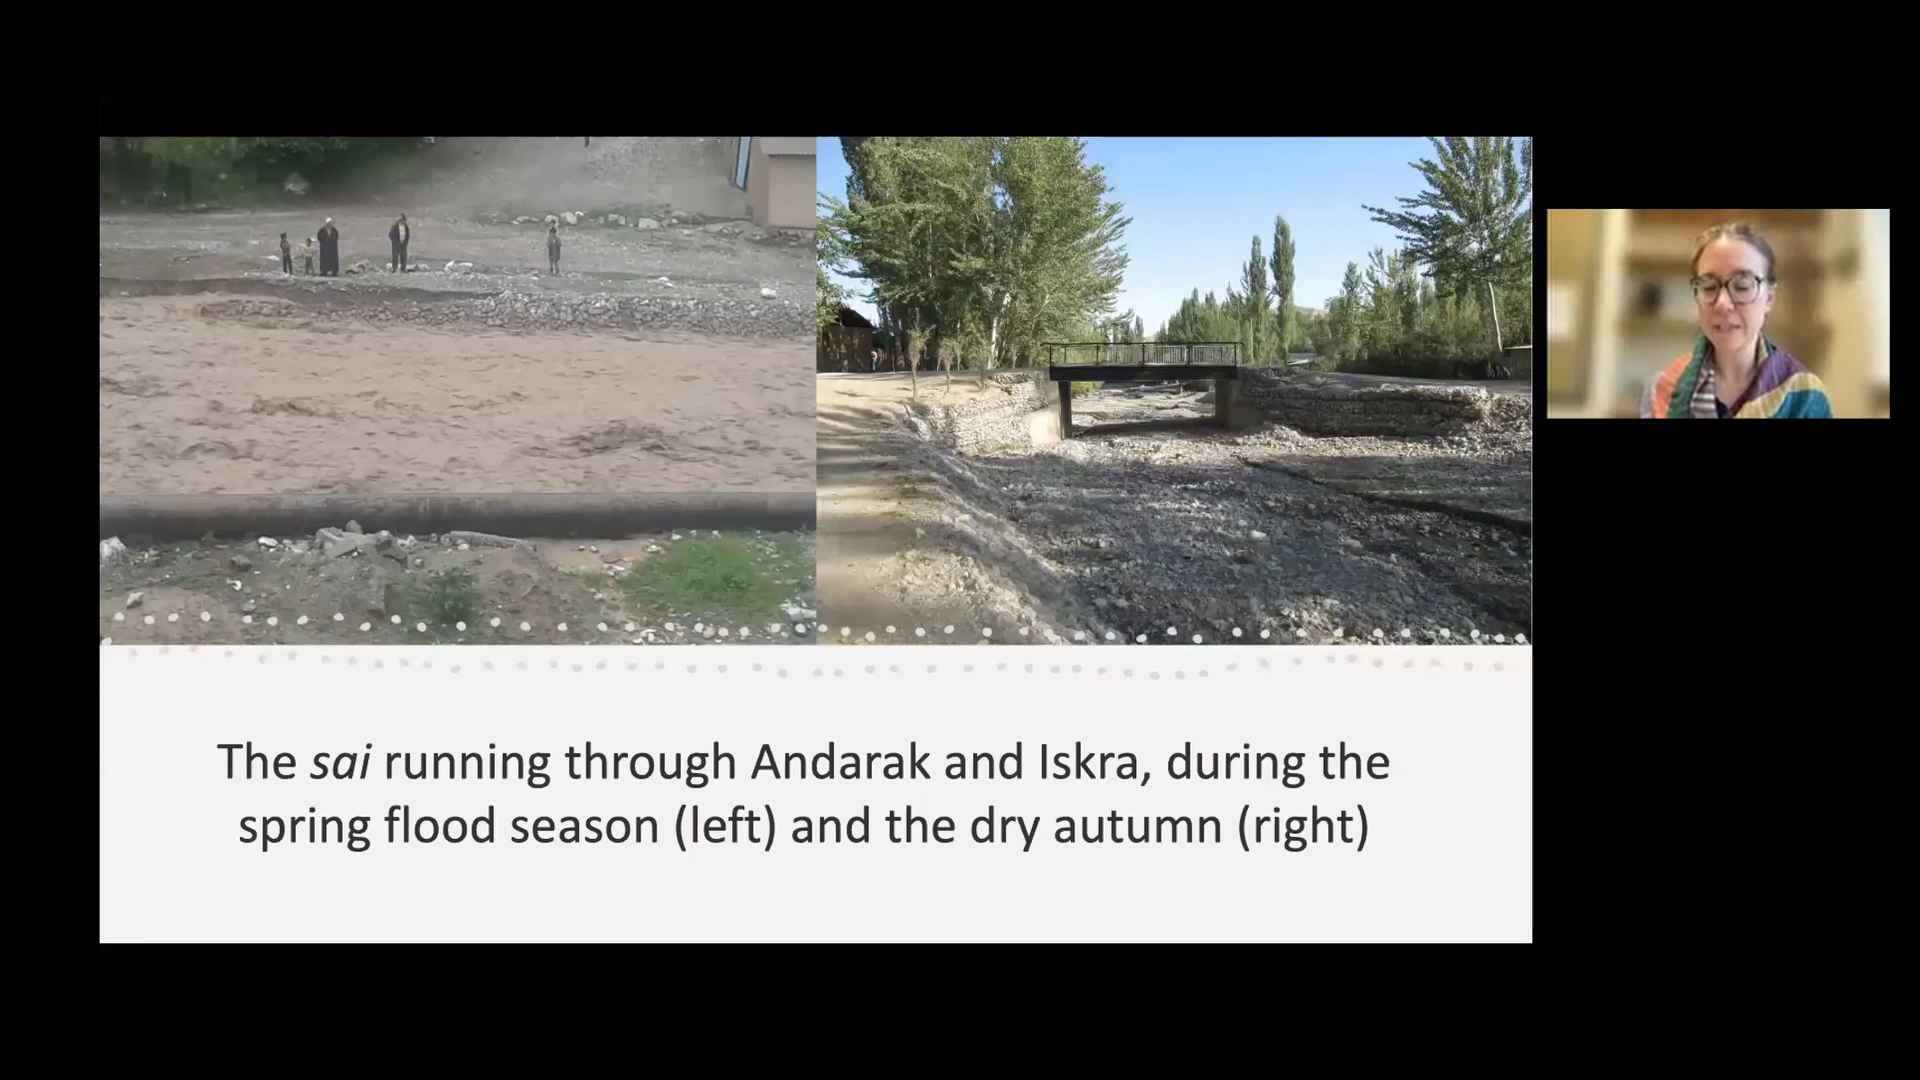 The sai running through Andarak and Iskra, during the
spring flood season (left) and the dry autumn (right)